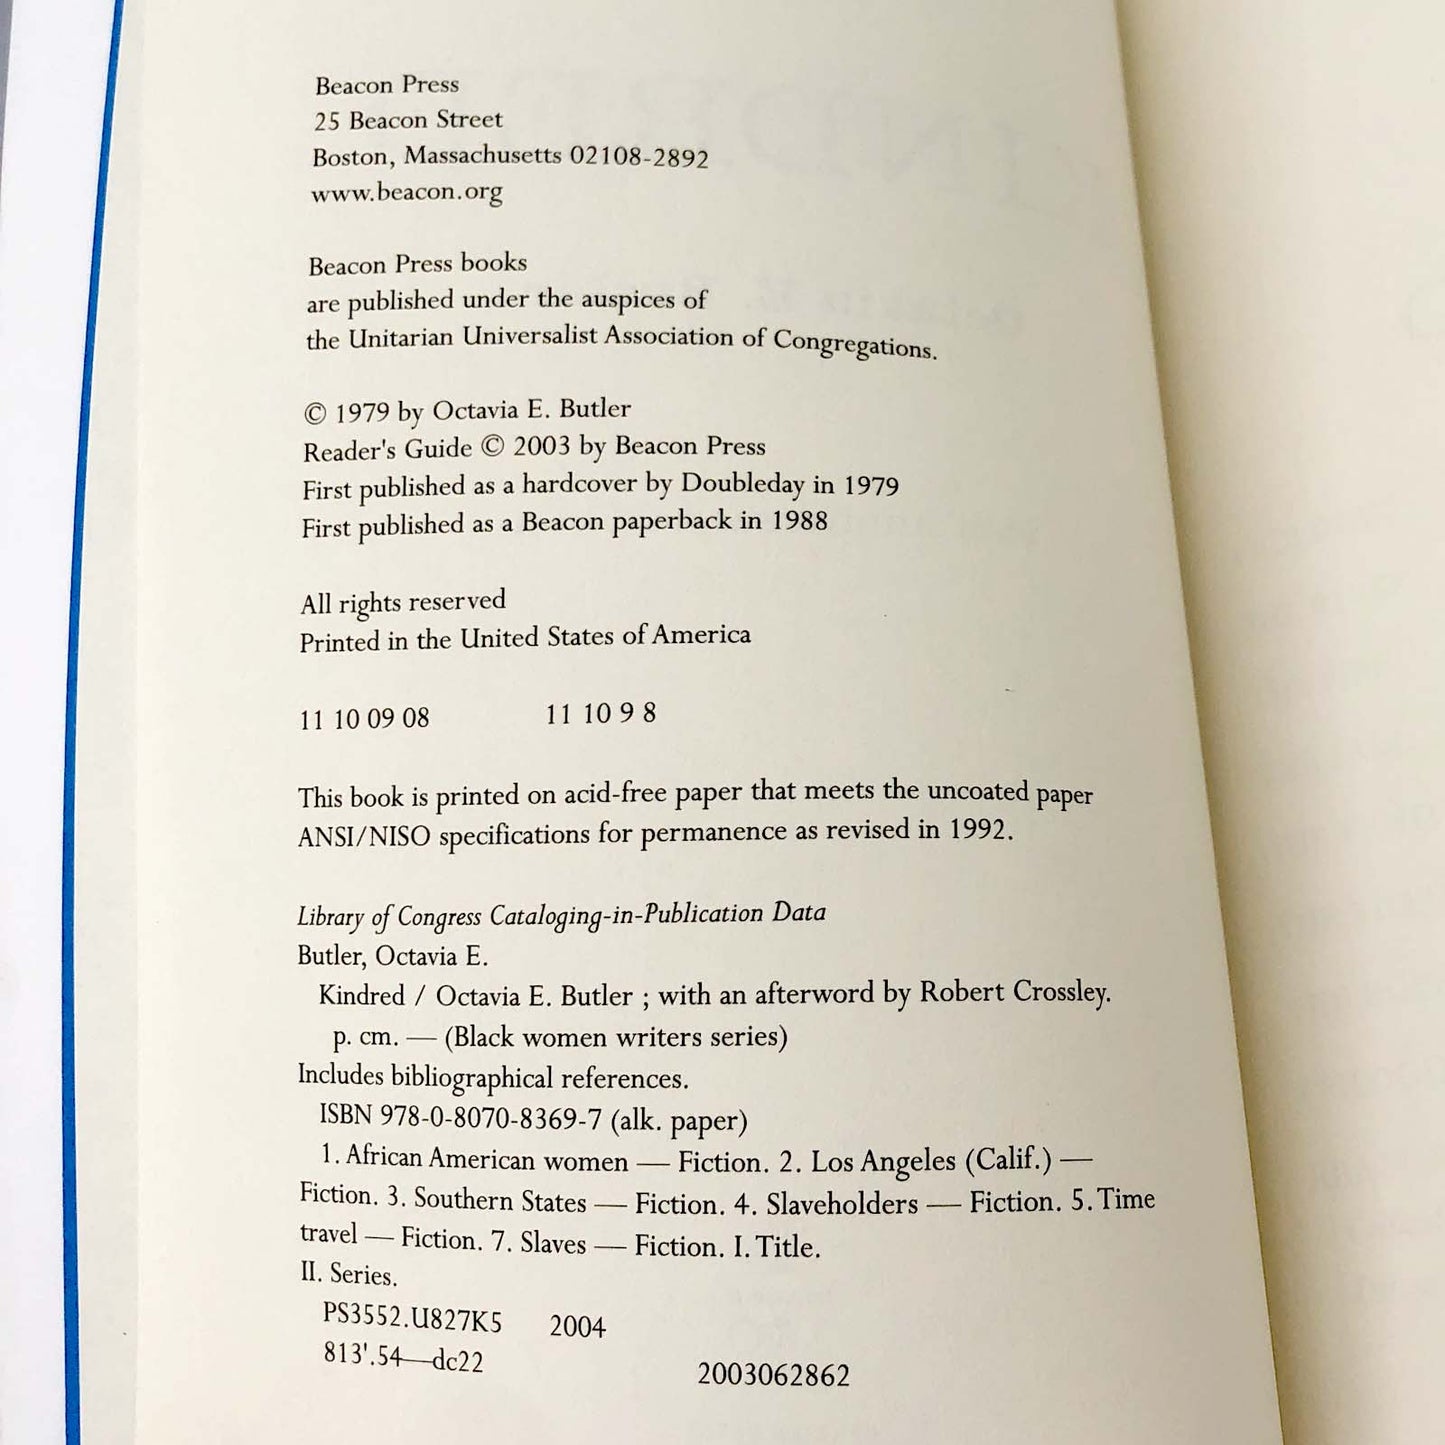 Beacon Press
25 Beacon Street
Boston, Massachusetts 02108-2892
www.beacon.org
Beacon Press books
are published under the auspices of
the Unitarian Universalist Association of Congregations.
© 1979 by Octavia E. Butler
Reader's Guide © 2003 by Beacon Press
First published as a hardcover by Doubleday in 1979
First published as a Beacon paperback in 1988
All rights reserved
Printed in the United States of America
11 10 09 08 11 10 9 8
This book is printed on acid-free paper that meets the uncoated paper
ANSI/NISO specifications for permanence as revised in 1992.
Library of Congress Cataloging-in-Publication Data
Butler, Octavia E.
Kindred / Octavia E. Butler ; with an afterword by Robert Crossley.
p. cm. — (Black women writers series)
Includes bibliographical references.
ISBN 978-0-8070-8369-7 (alk. paper)
1. African American women — Fiction. 2. Los Angeles (Calif.) —
Fiction. 3. Southern States — Fiction. 4. Slaveholders — Fiction. 5. Time
travel — Fiction. 7. Slaves — Fiction. I. Title.
II. Series.
PS3552.U827K5 2004
813'.54—dc22
2003062862